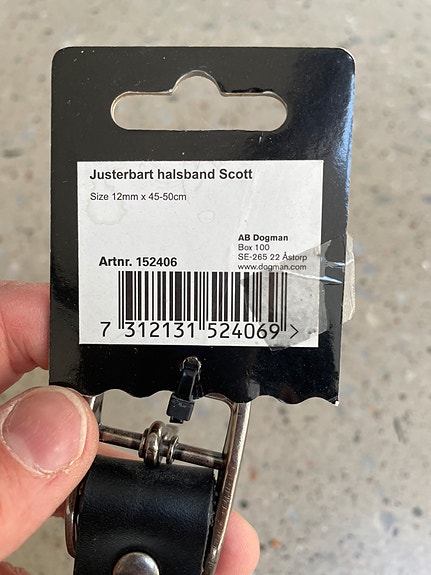 Justerbart halsband Scott
Size 12mm x 45-50cm
AB Dogman
Box 100
SE-265 22 Åstorp
www.dogman.com
Artnr. 152406
7 312131 524069 >